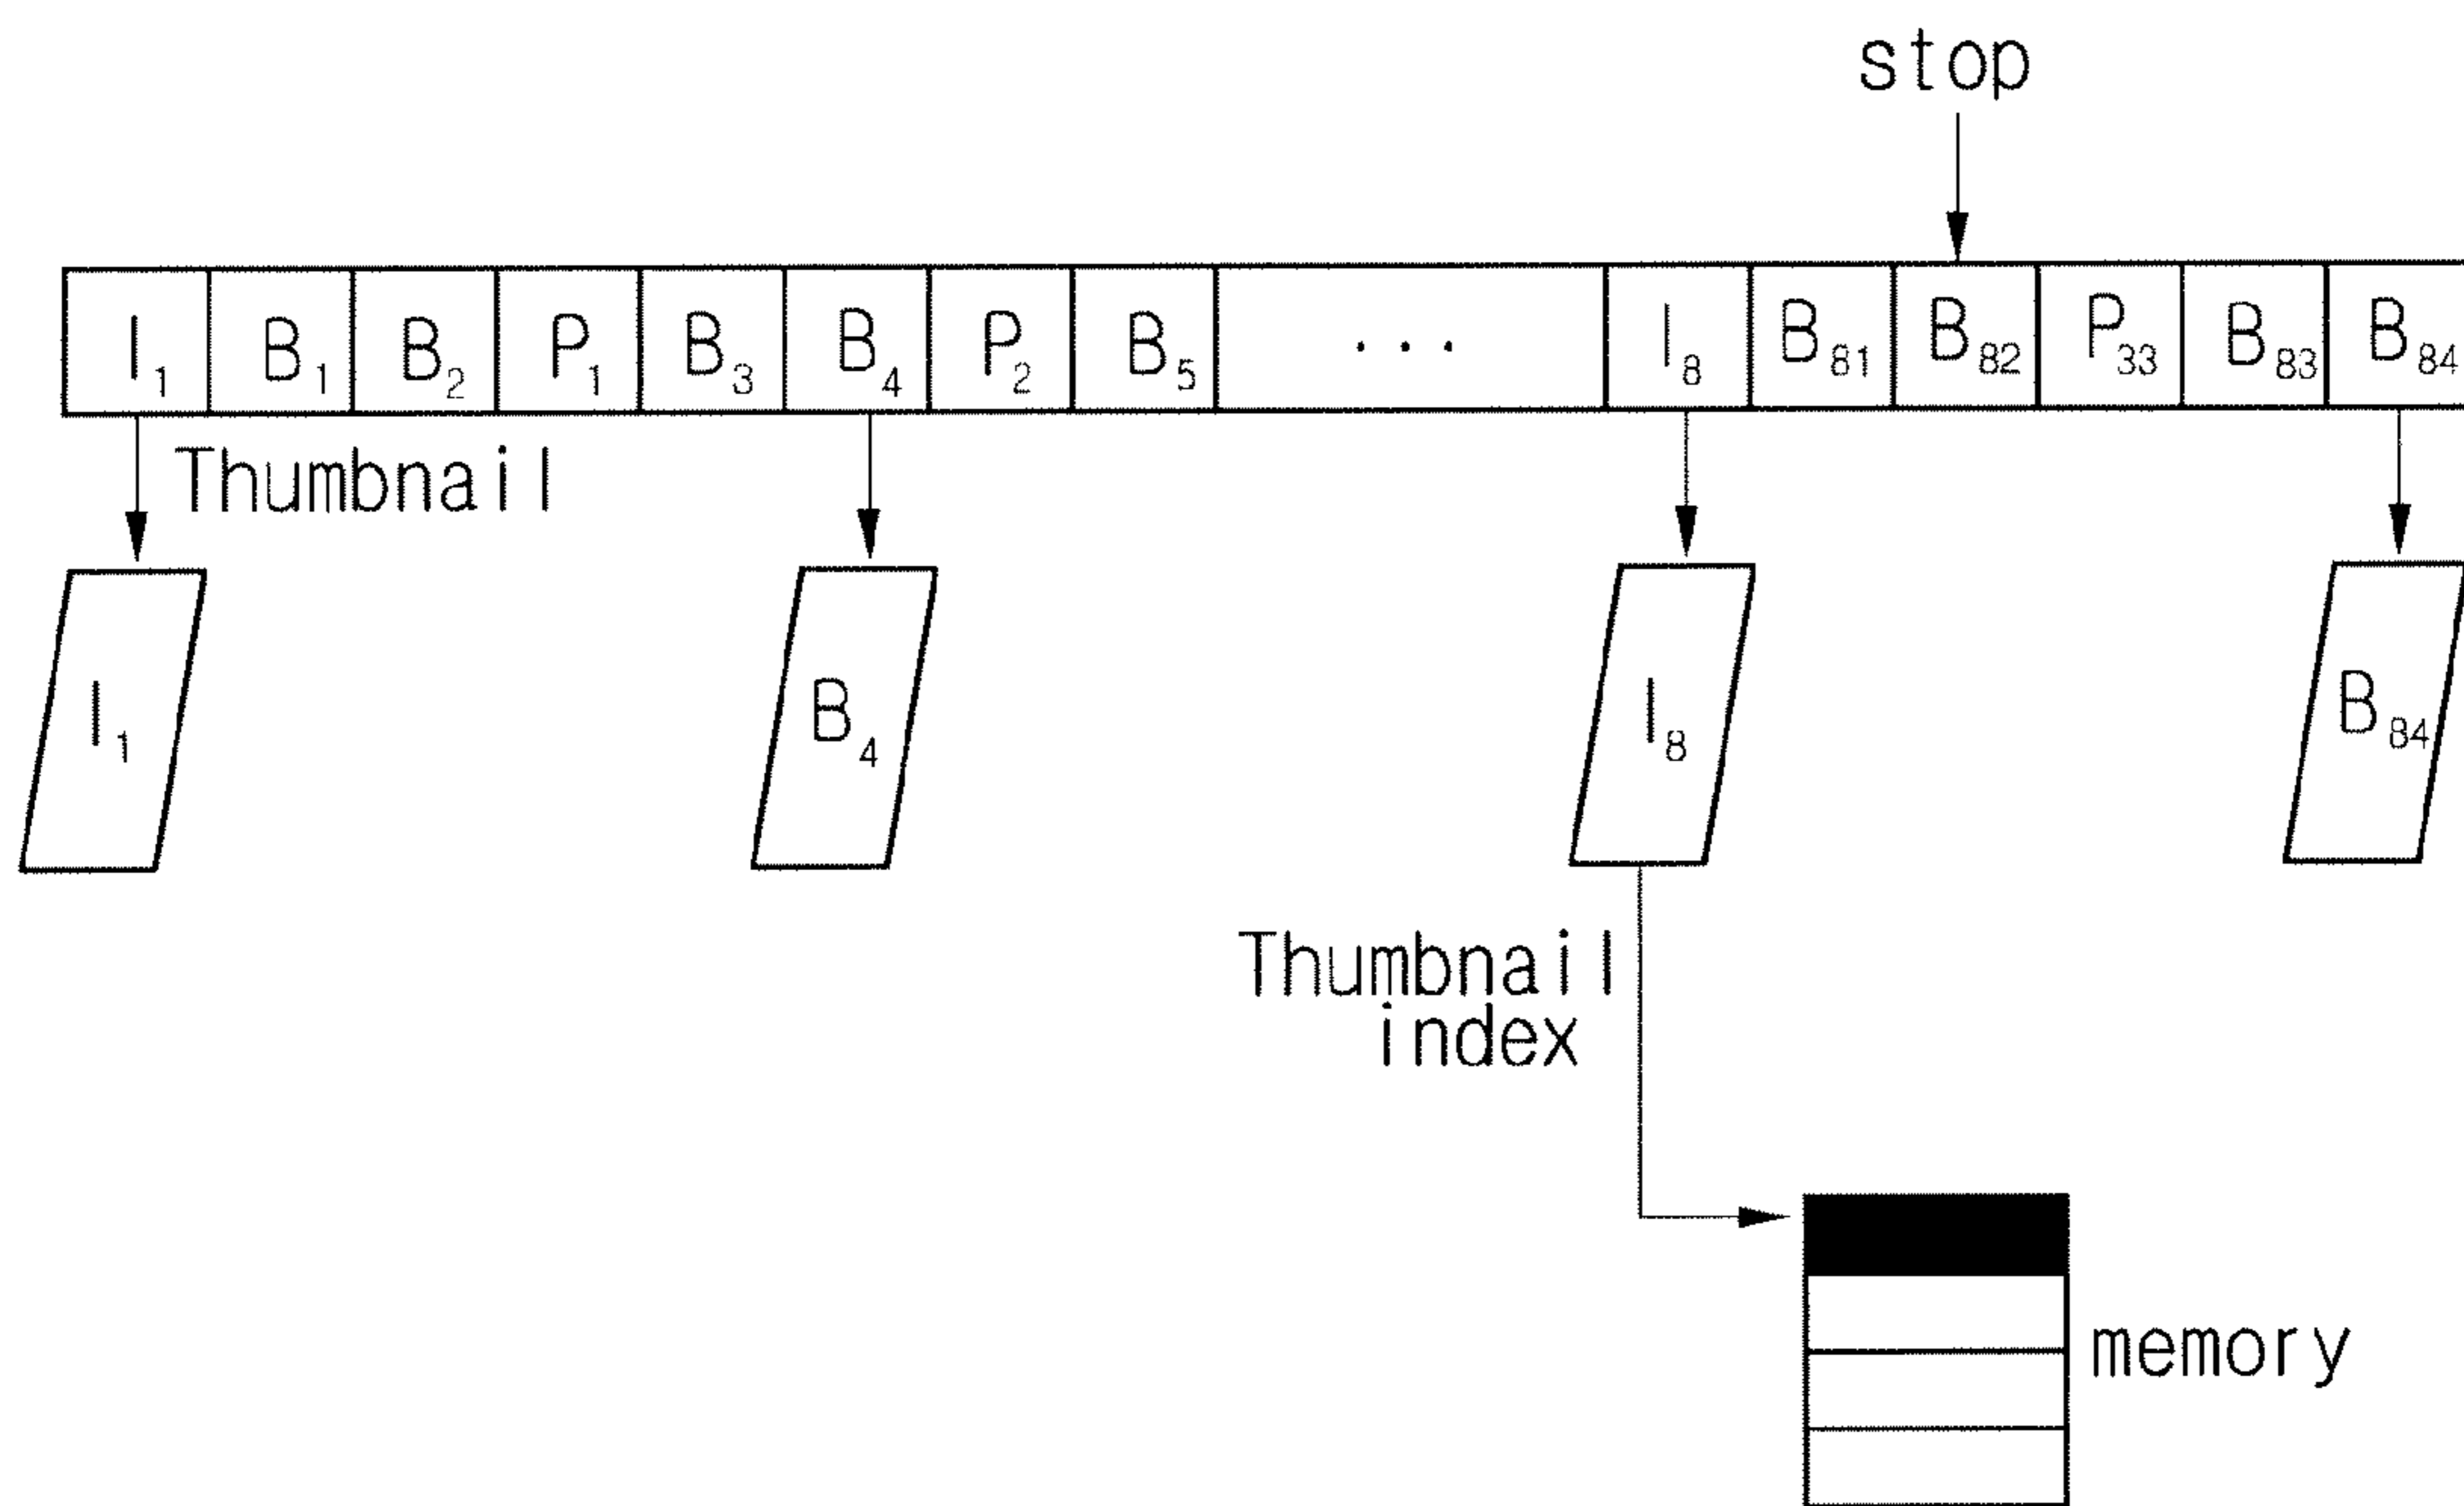 stop
I₁ B₁ B₂ P₁ B₃ B₄ P₂ B₅ ... I₈ B₈₁ B₈₂ P₃₃ B₈₃ B₈₄
Thumbnail
I₁ B₄ I₈ B₈₄
Thumbnail
index
memory